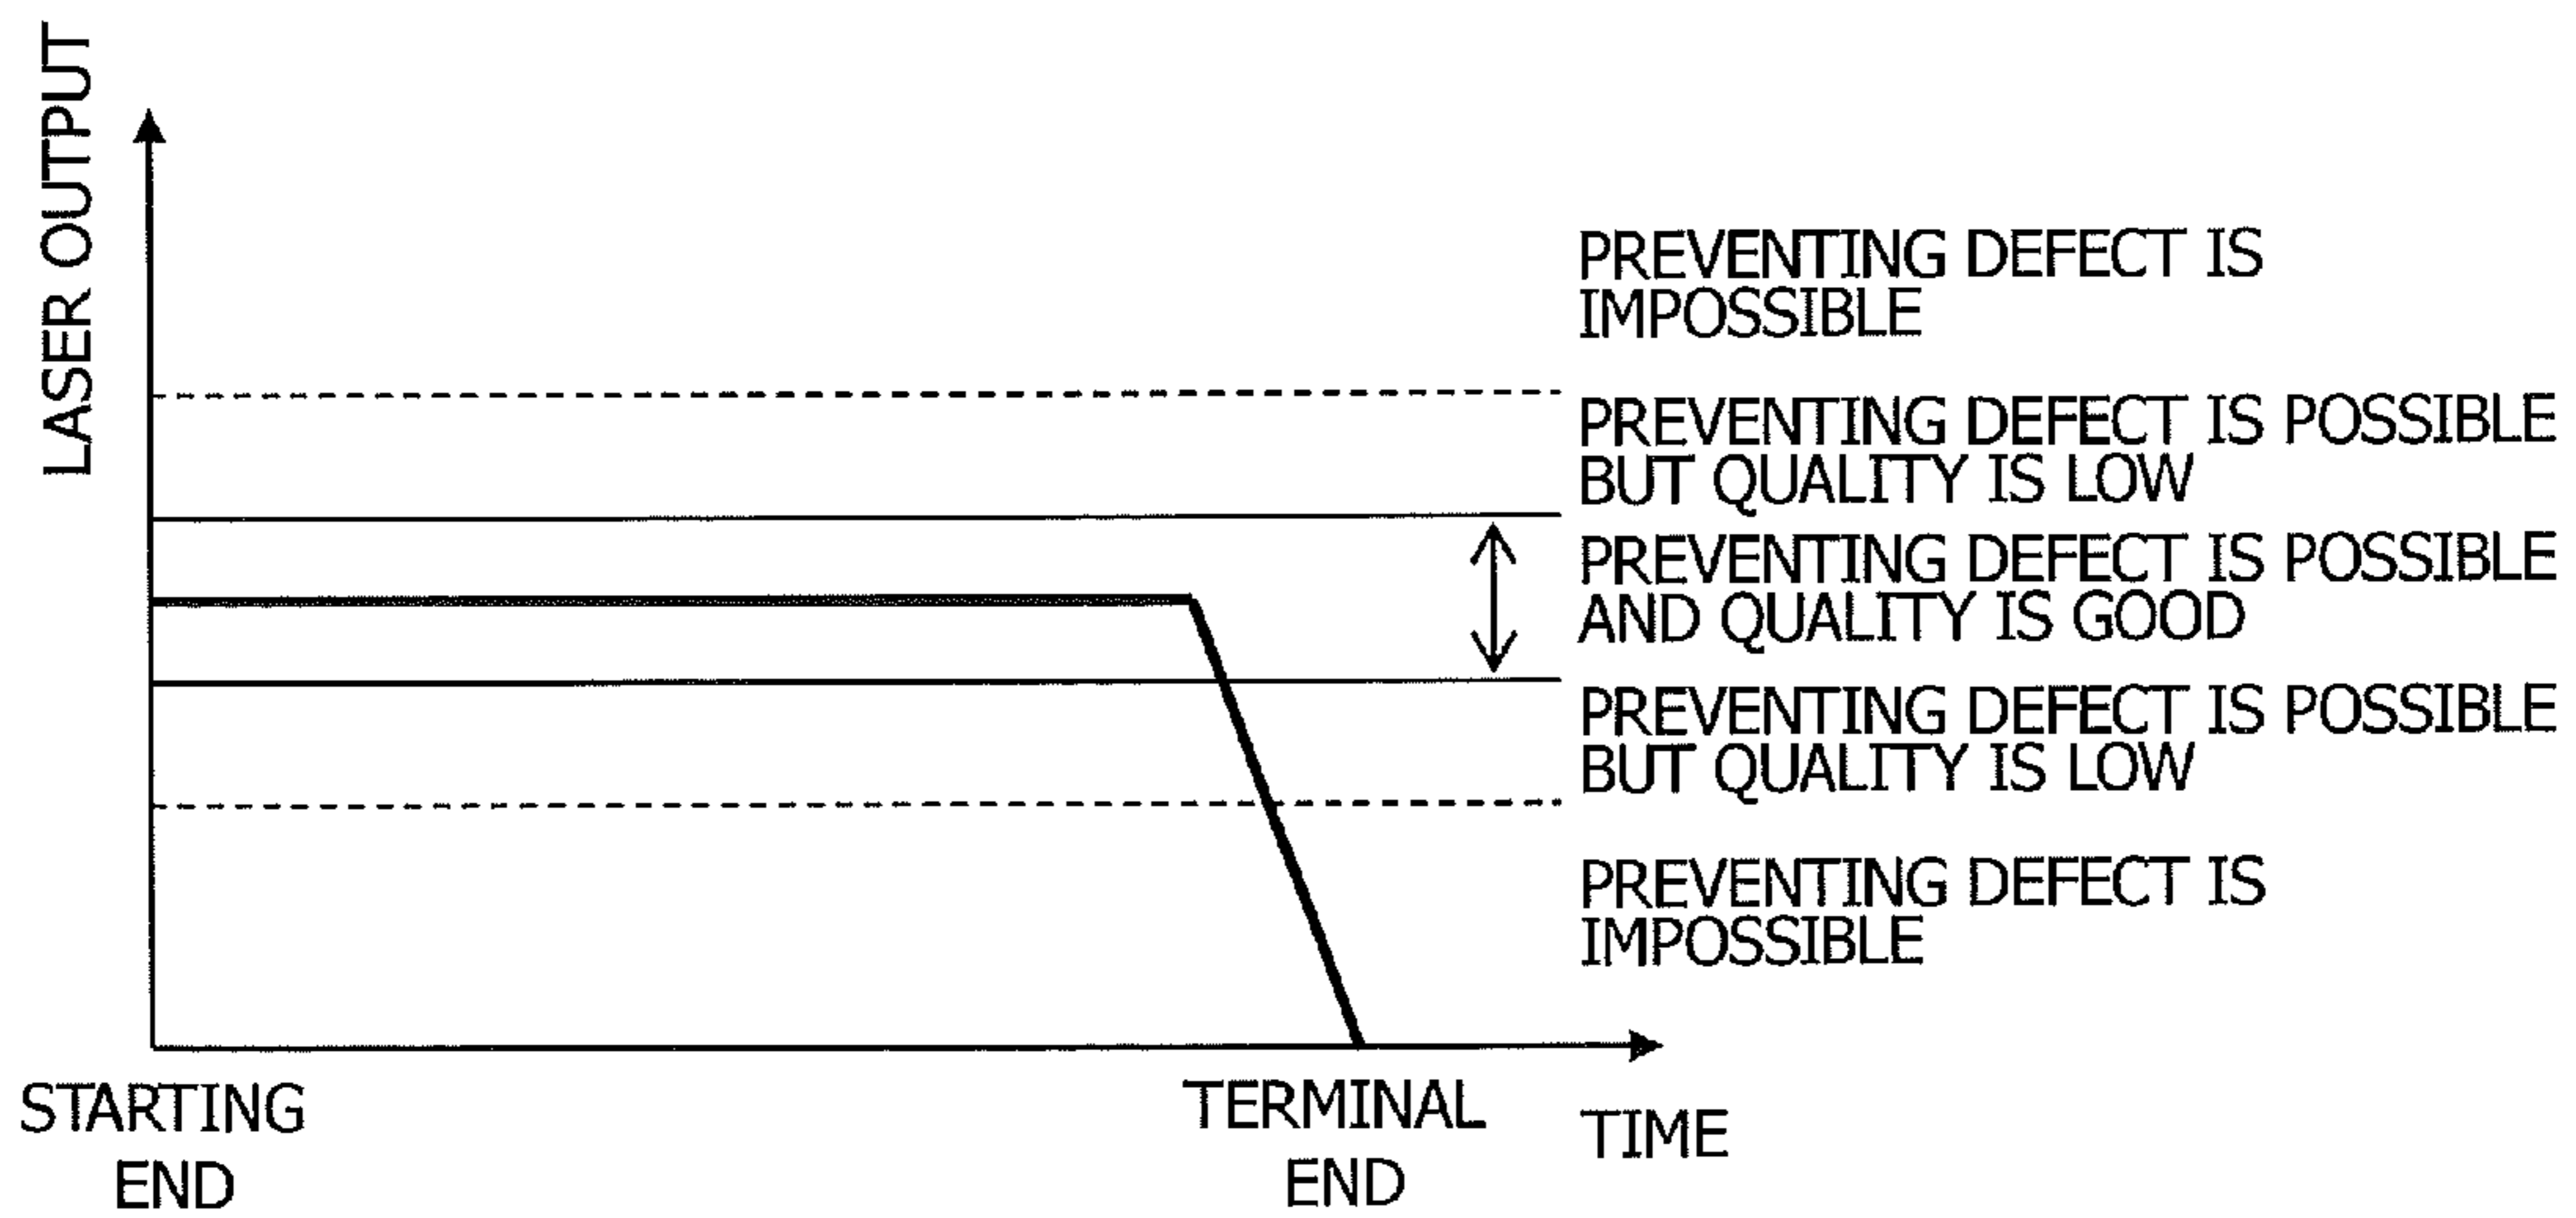 LASER OUTPUT
PREVENTING DEFECT IS
IMPOSSIBLE
PREVENTING DEFECT IS POSSIBLE
BUT QUALITY IS LOW
PREVENTING DEFECT IS POSSIBLE
AND QUALITY IS GOOD
PREVENTING DEFECT IS POSSIBLE
BUT QUALITY IS LOW
PREVENTING DEFECT IS
IMPOSSIBLE
STARTING
END
TERMINAL
END
TIME